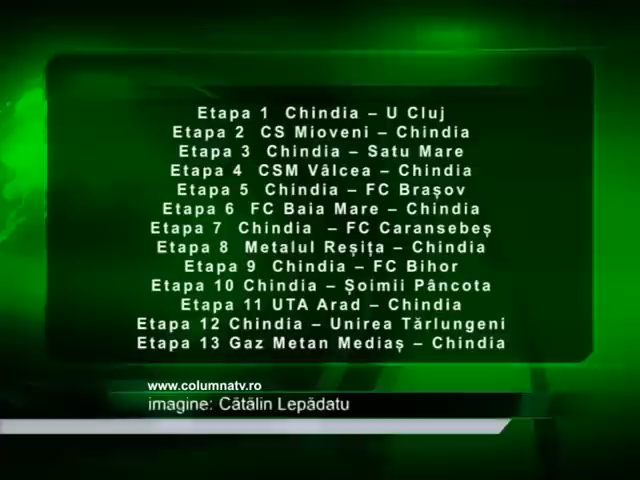 Etapa 1 Chindia – U Cluj
Etapa 2 CS Mioveni – Chindia
Etapa 3 Chindia – Satu Mare
Etapa 4 CSM Vâlcea – Chindia
Etapa 5 Chindia – FC Brașov
Etapa 6 FC Baia Mare – Chindia
Etapa 7 Chindia – FC Caransebeș
Etapa 8 Metalul Reșița – Chindia
Etapa 9 Chindia – FC Bihor
Etapa 10 Chindia – Șoimii Pâncota
Etapa 11 UTA Arad – Chindia
Etapa 12 Chindia – Unirea Tărlungeni
Etapa 13 Gaz Metan Mediaș – Chindia
www.columnatv.ro
imagine: Cătălin Lepădatu